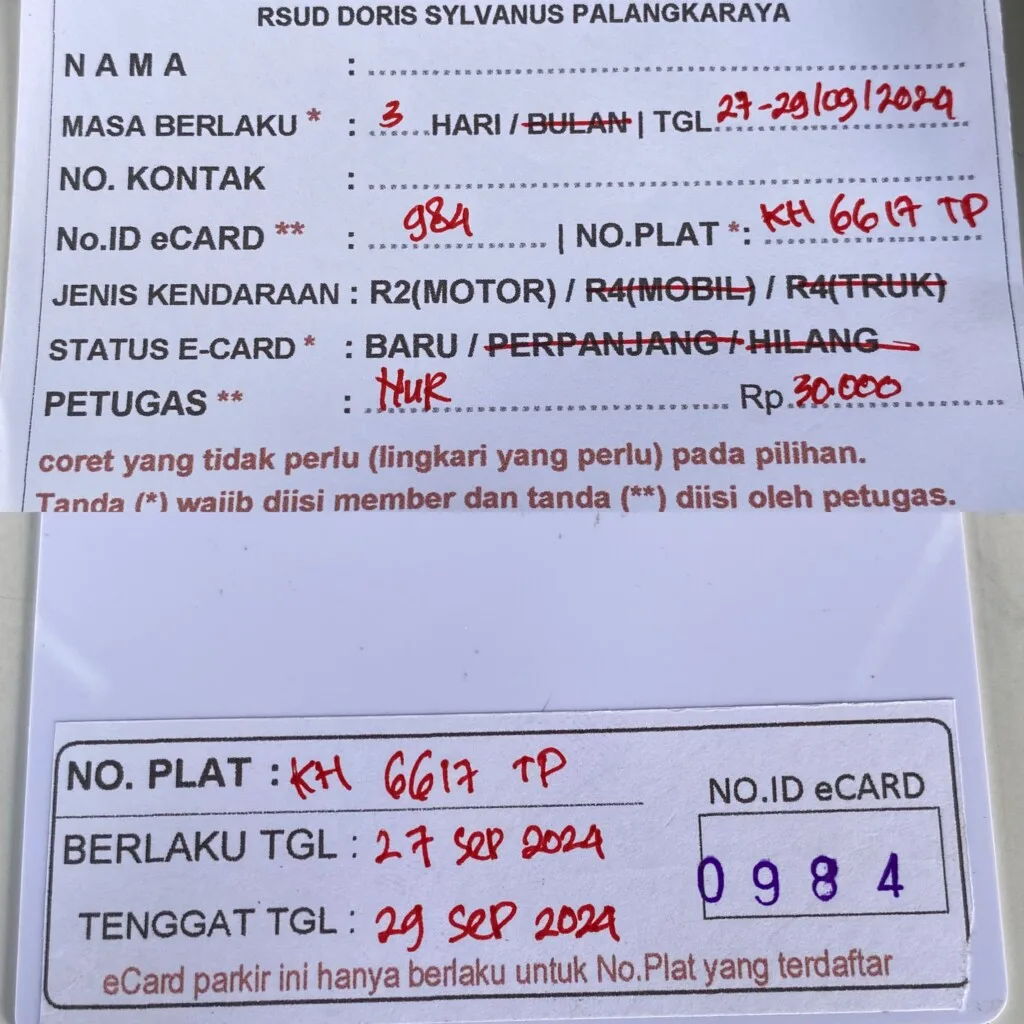 RSUD DORIS SYLVANUS PALANGKARAYA
NAMA :
MASA BERLAKU * : 3 HARI / BULAN | TGL 27-29/09/2024
NO. KONTAK :
No.ID eCARD ** : 984 | NO.PLAT *: KH 6617 TP
JENIS KENDARAAN : R2(MOTOR) / R4(MOBIL) / R4(TRUK)
STATUS E-CARD * : BARU / PERPANJANG / HILANG
PETUGAS ** : NUR Rp 30.000
coret yang tidak perlu (lingkari yang perlu) pada pilihan.
Tanda (*) wajib diisi member dan tanda (**) diisi oleh petugas.
NO. PLAT : KH 6617 TP
NO.ID eCARD
BERLAKU TGL : 27 SEP 2024
0984
TENGGAT TGL : 29 SEP 2024
eCard parkir ini hanya berlaku untuk No.Plat yang terdaftar